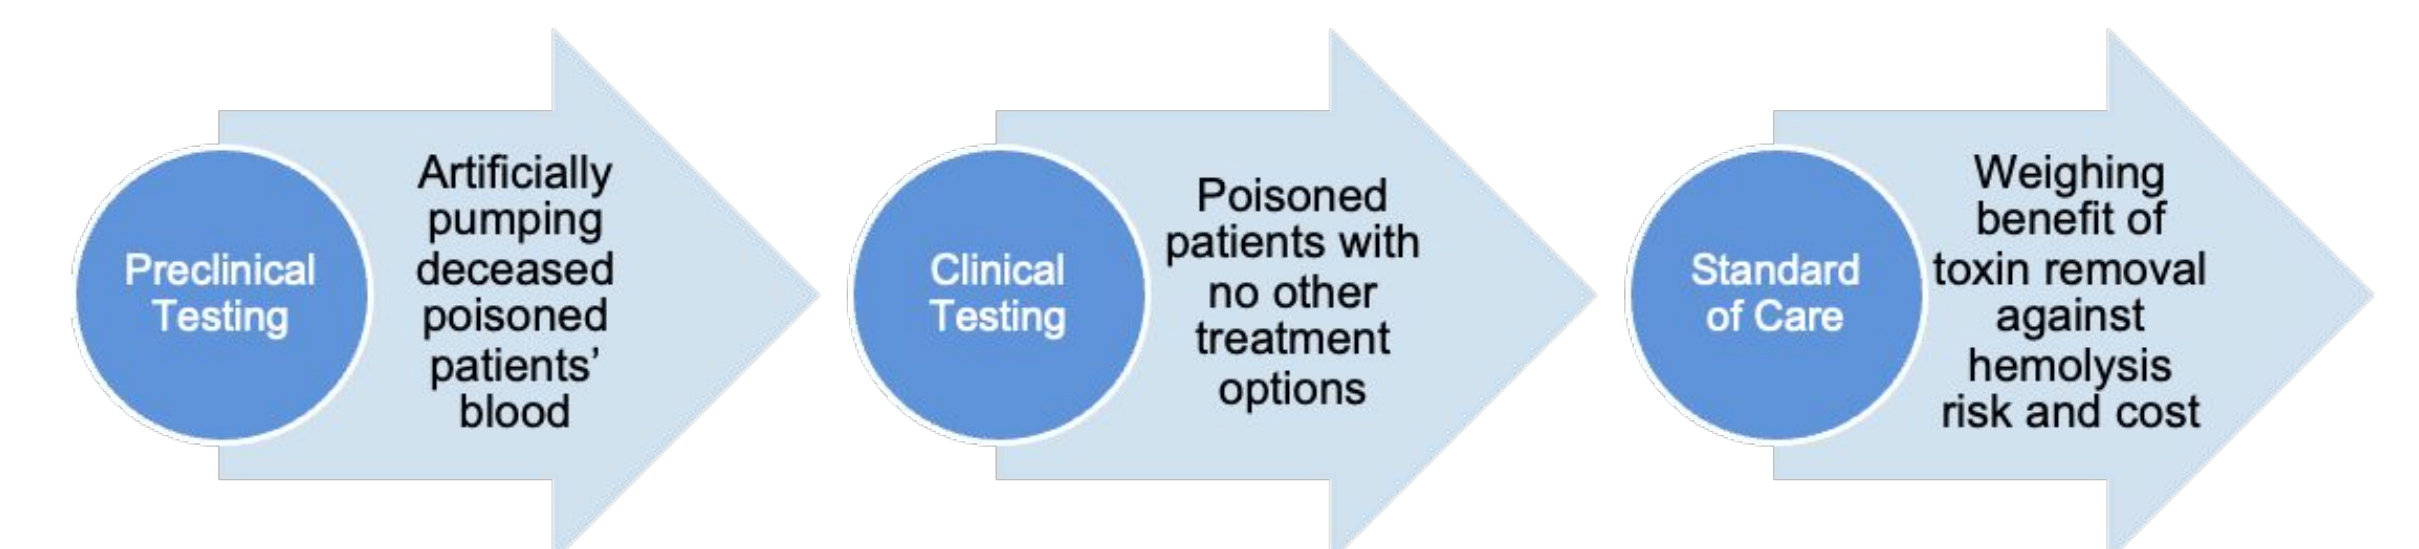 Preclinical
Testing
Artificially
pumping
deceased
poisoned
patients’
blood
Clinical
Testing
Poisoned
patients with
no other
treatment
options
Standard
of Care
Weighing
benefit of
toxin removal
against
hemolysis
risk and cost